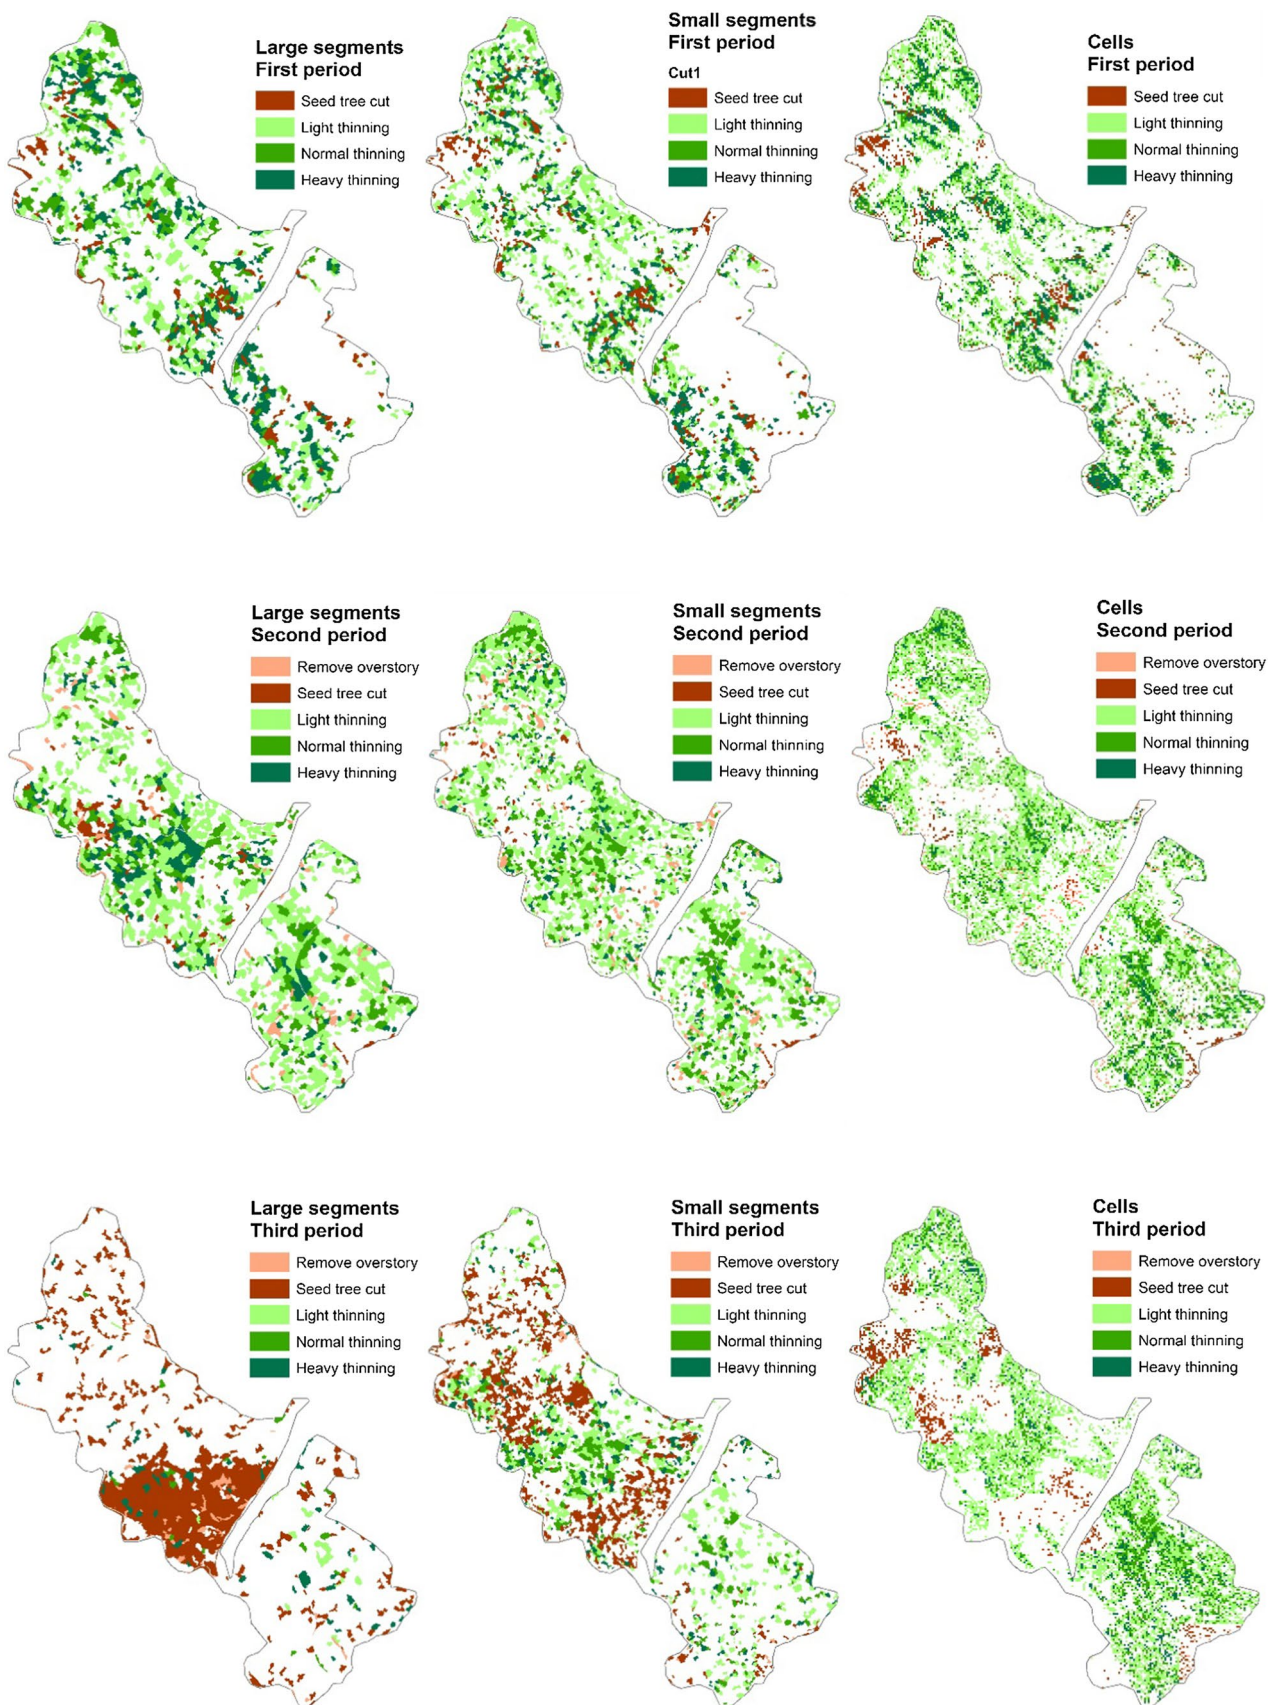 Large segments
First period
Seed tree cut
Light thinning
Normal thinning
Heavy thinning
Small segments
First period
Cut1
Seed tree cut
Light thinning
Normal thinning
Heavy thinning
Cells
First period
Seed tree cut
Light thinning
Normal thinning
Heavy thinning
Large segments
Second period
Remove overstory
Seed tree cut
Light thinning
Normal thinning
Heavy thinning
Small segments
Second period
Remove overstory
Seed tree cut
Light thinning
Normal thinning
Heavy thinning
Cells
Second period
Remove overstory
Seed tree cut
Light thinning
Normal thinning
Heavy thinning
Large segments
Third period
Remove overstory
Seed tree cut
Light thinning
Normal thinning
Heavy thinning
Small segments
Third period
Remove overstory
Seed tree cut
Light thinning
Normal thinning
Heavy thinning
Cells
Third period
Remove overstory
Seed tree cut
Light thinning
Normal thinning
Heavy thinning